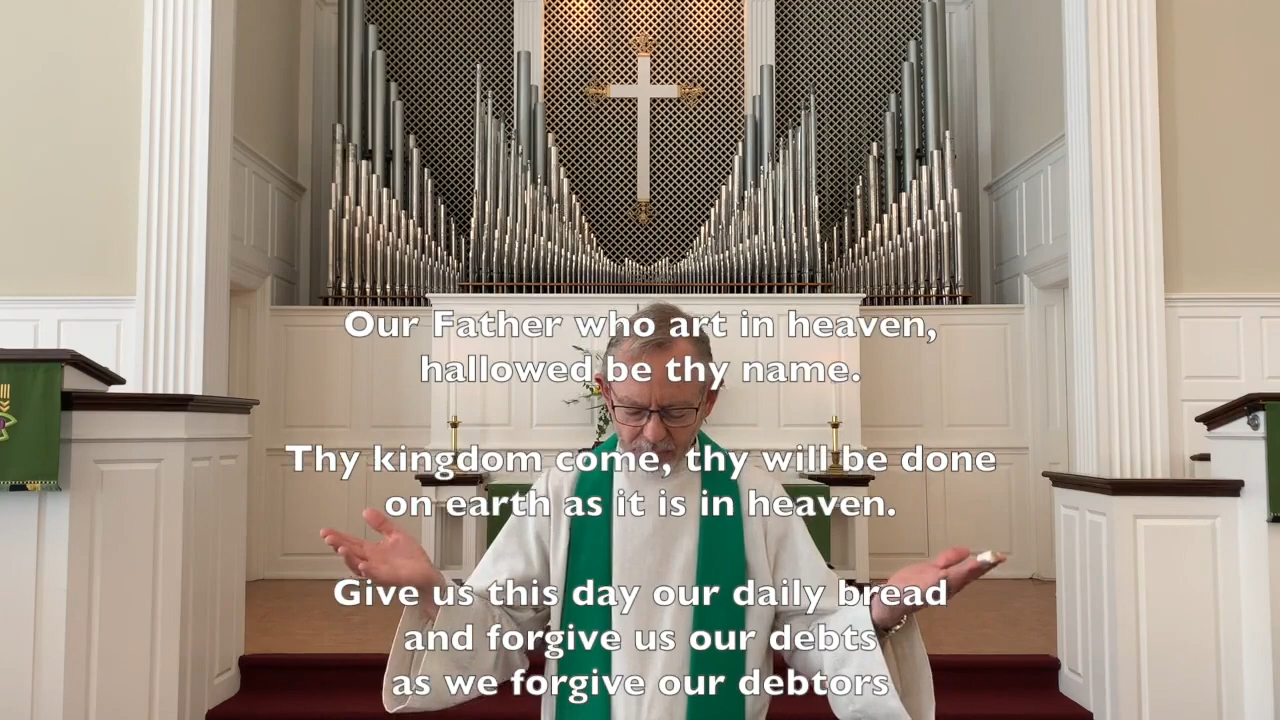 Our Father who art in heaven,
hallowed be thy name.
Thy kingdom come, thy will be done
on earth as it is in heaven.
Give us this day our daily bread
and forgive us our debts
as we forgive our debtors